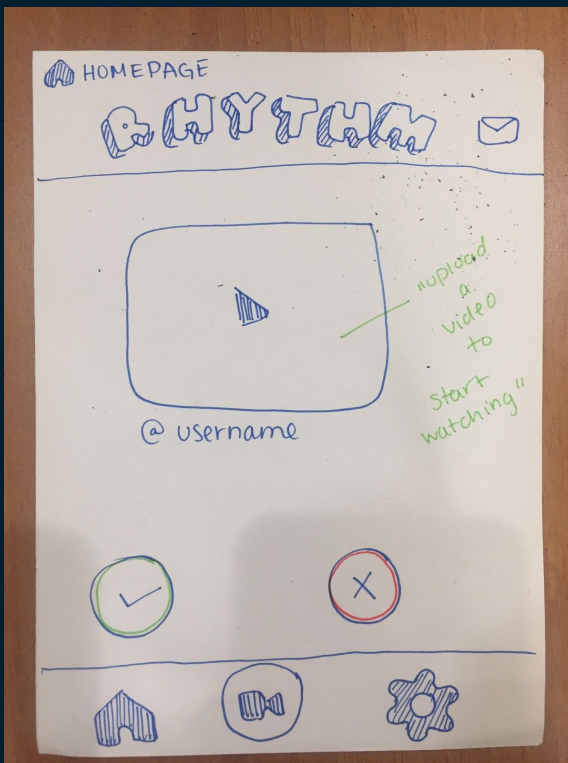 HOMEPAGE
RHYTHM
"upload
a
video
to
start
watching"
@ username